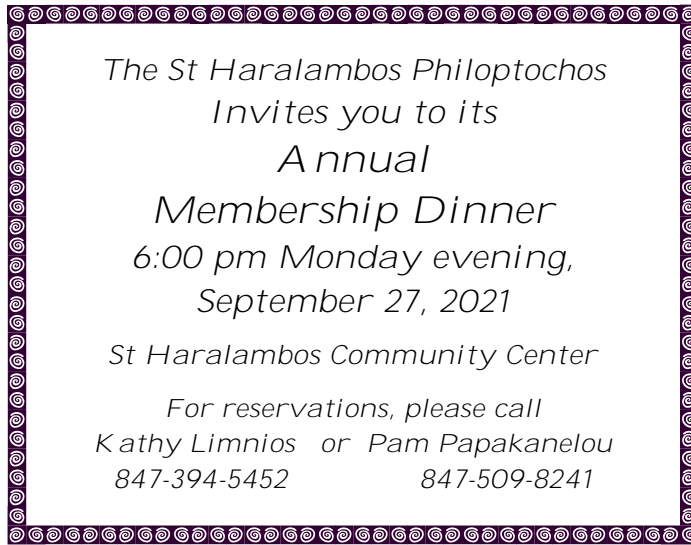 The St Haralambos Philoptochos
Invites you to its
Annual
Membership Dinner
6:00 pm Monday evening,
September 27, 2021
St Haralambos Community Center
For reservations, please call
Kathy Limnios or Pam Papakanelou
847-394-5452 847-509-8241